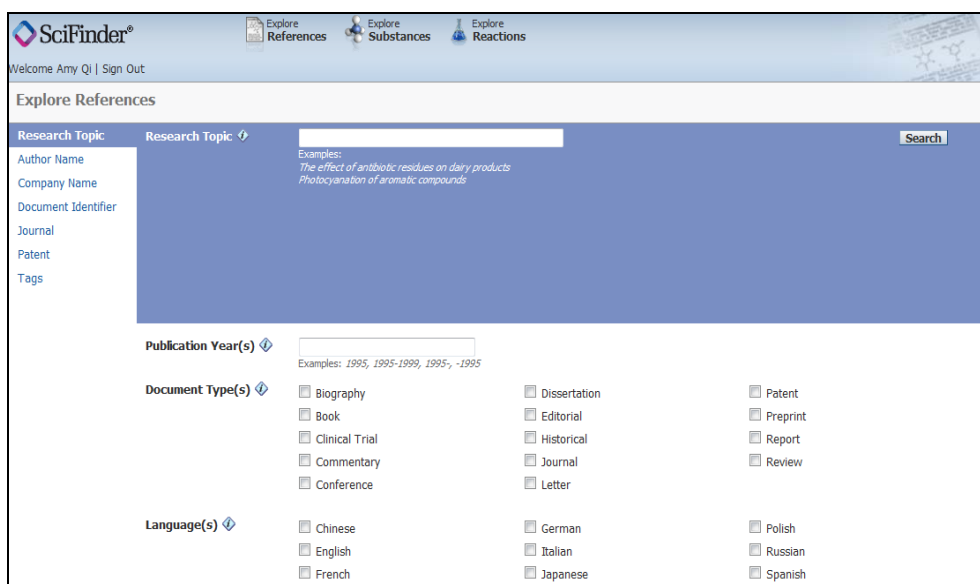 SciFinder®
Explore References
Explore Substances
Explore Reactions
Welcome Amy Qi | Sign Out
Explore References
Research Topic
Author Name
Company Name
Document Identifier
Journal
Patent
Tags
Research Topic
Search
Examples:
The effect of antibiotic residues on dairy products
Photocyanation of aromatic compounds
Publication Year(s)
Examples: 1995, 1995-1999, 1995-, -1995
Document Type(s)
Biography Dissertation Patent
Book Editorial Preprint
Clinical Trial Historical Report
Commentary Journal Review
Conference Letter
Language(s)
Chinese German Polish
English Italian Russian
French Japanese Spanish